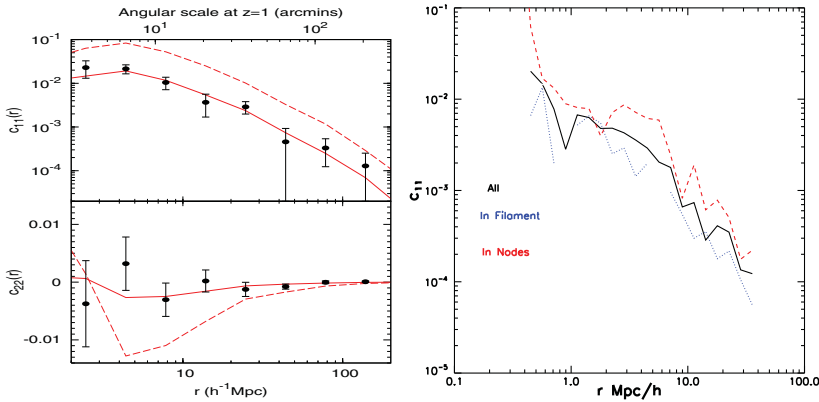 Angular scale at z=1 (arcmins)
10¹ 10²
10⁻¹
10⁻²
10⁻³
10⁻⁴
c₁₁(r)
0.01
0
-0.01
c₂₂(r)
10 100
r (h⁻¹Mpc)
10⁻¹
10⁻²
10⁻³
10⁻⁴
10⁻⁵
c₁₁
All
In Filament
In Nodes
0.1 1.0 10.0 100.0
r Mpc/h